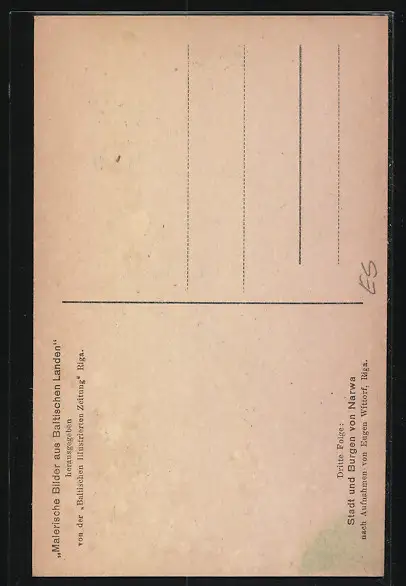 „Malerische Bilder aus Baltischen Landen“
herausgegeben
von der „Baltischen Illustrierten Zeitung“ Riga.
Dritte Folge:
Stadt und Burgen von Narwa
nach Aufnahmen von Eugen Wittorf, Riga.
ES